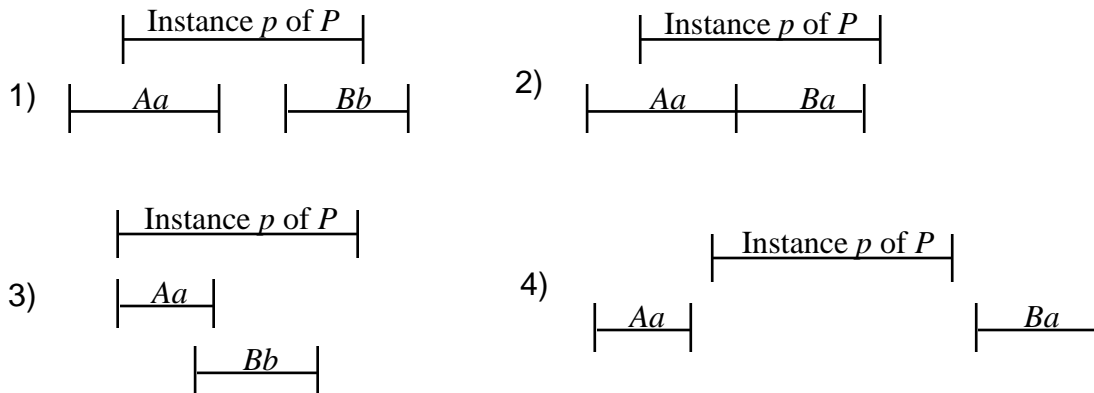 Instance p of P
1) Aa Bb
Instance p of P
2) Aa Ba
Instance p of P
3) Aa
Bb
Instance p of P
4) Aa Ba